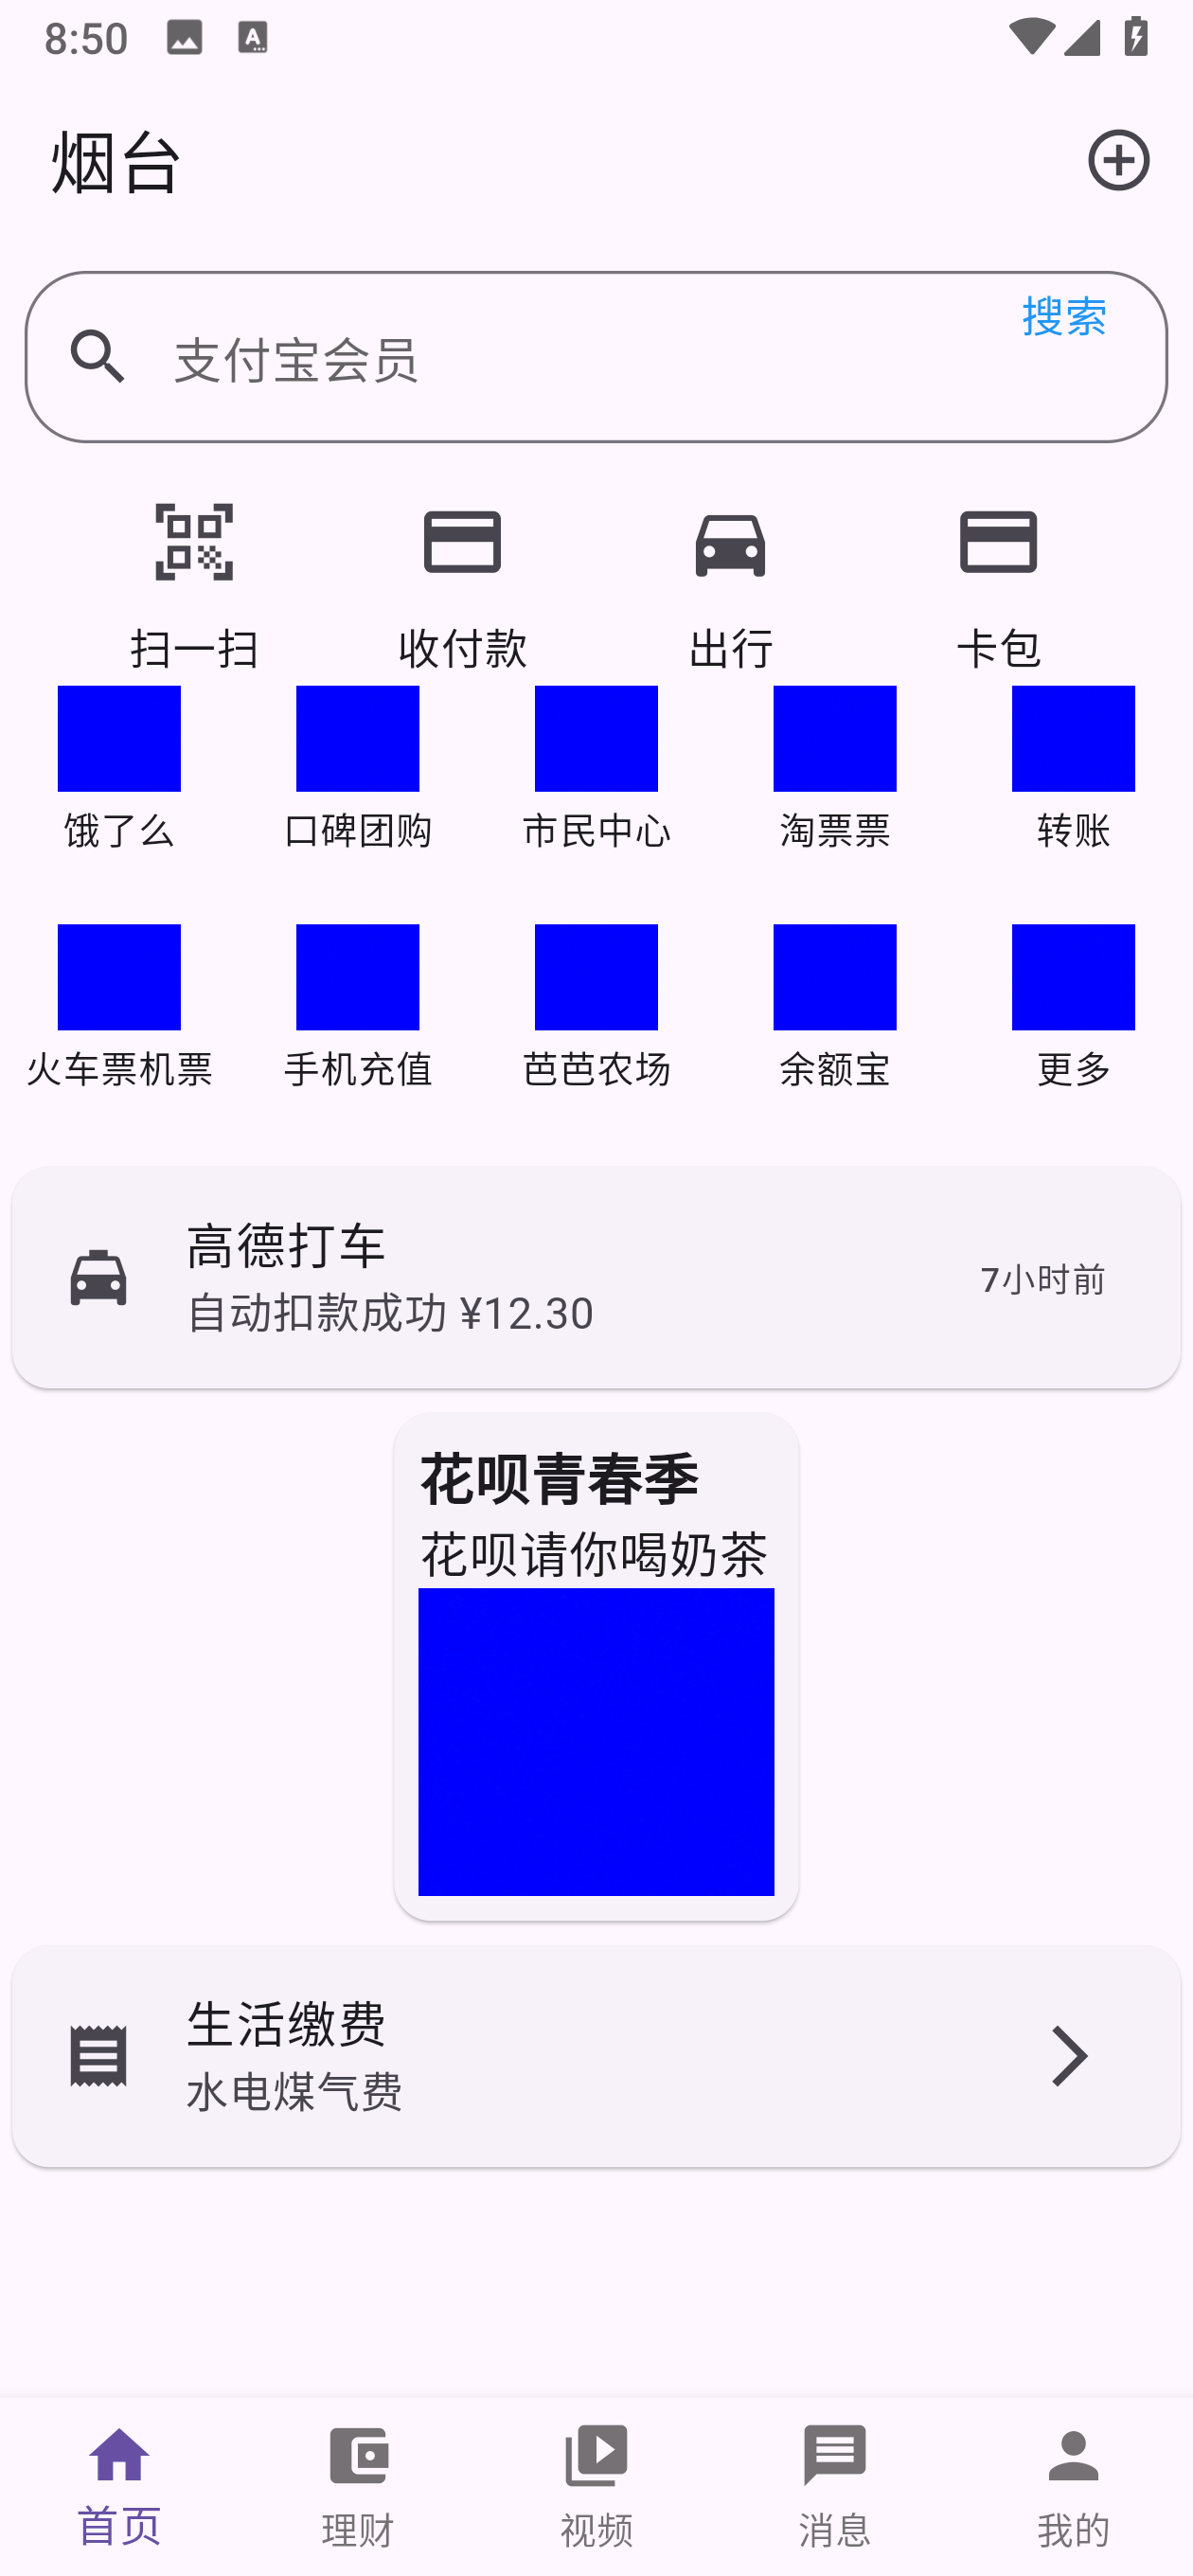 8:50
烟台
搜索
支付宝会员
扫一扫 收付款 出行 卡包
饿了么 口碑团购 市民中心 淘票票 转账
火车票机票 手机充值 芭芭农场 余额宝 更多
高德打车
7小时前
自动扣款成功 ¥12.30
花呗青春季
花呗请你喝奶茶
生活缴费
水电煤气费
首页 理财 视频 消息 我的